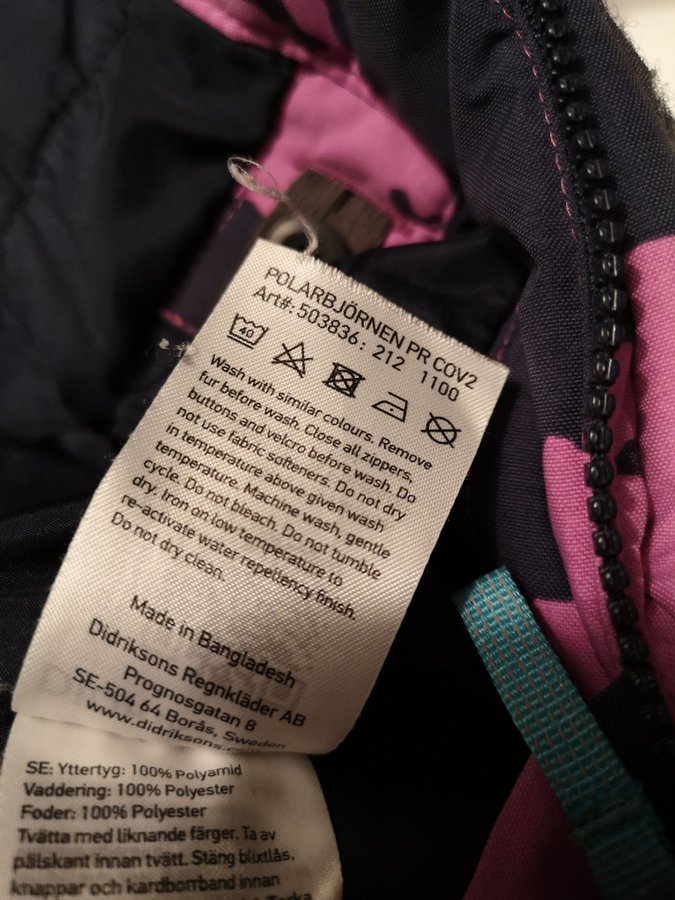 POLARBJÖRNEN PR COV2
Art#: 503836: 212 1100
40
Wash with similar colours. Remove
fur before wash. Close all zippers,
buttons and velcro before wash. Do
not use fabric softeners. Do not dry
in temperature above given wash
temperature. Machine wash, gentle
cycle. Do not bleach. Do not tumble
dry. Iron on low temperature to
re-activate water repellency finish.
Do not dry clean.
Made in Bangladesh
Didriksons Regnkläder AB
Prognosgatan 8
SE-504 64 Borås, Sweden
www.didriksons.com
SE: Yttertyg: 100% Polyamid
Vaddering: 100% Polyester
Foder: 100% Polyester
Tvätta med liknande färger. Ta av
pälskant innan tvätt. Stäng blixtlås,
knappar och kardborrband innan